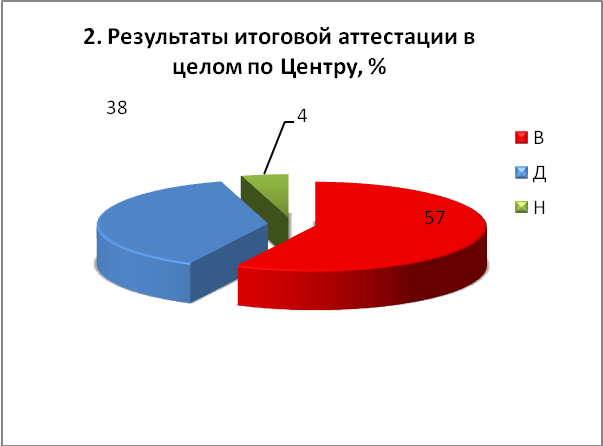 2. Результаты итоговой аттестации в
целом по Центру, %
38
4
57
В
Д
Н